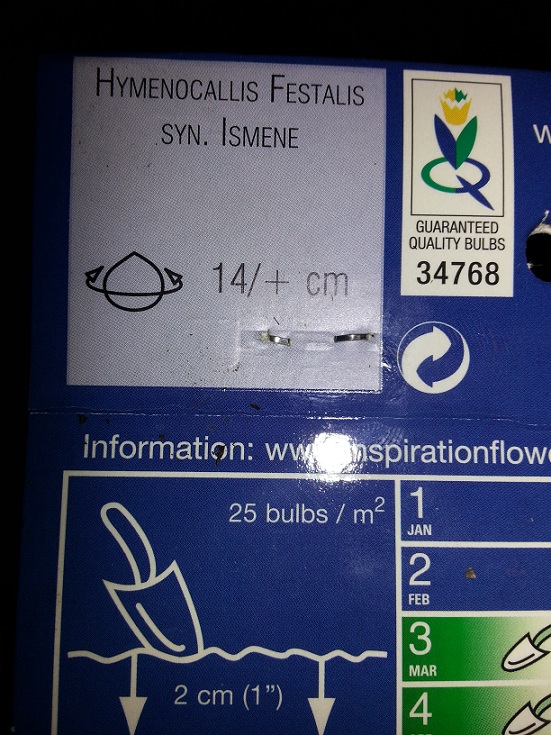 HYMENOCALLIS FESTALIS
SYN. ISMENE
14/+ cm
GUARANTEED
QUALITY BULBS
34768
Information:
25 bulbs / m²
2 cm (1")
1
JAN
2
FEB
3
MAR
4